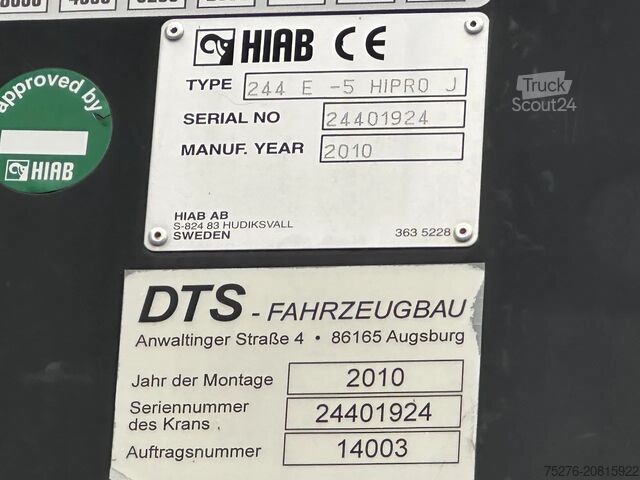 HIAB CE
TYPE 244 E -5 HiPRO J
SERIAL NO 24401924
MANUF. YEAR 2010
HIAB AB
S-824 83 HUDIKSVALL
SWEDEN 363 5228
approved by
HIAB
Truck
Scout24
DTS - FAHRZEUGBAU
Anwaltinger Straße 4 • 86165 Augsburg
Jahr der Montage 2010
Seriennummer
des Krans 24401924
Auftragsnummer 14003
75276-20815922